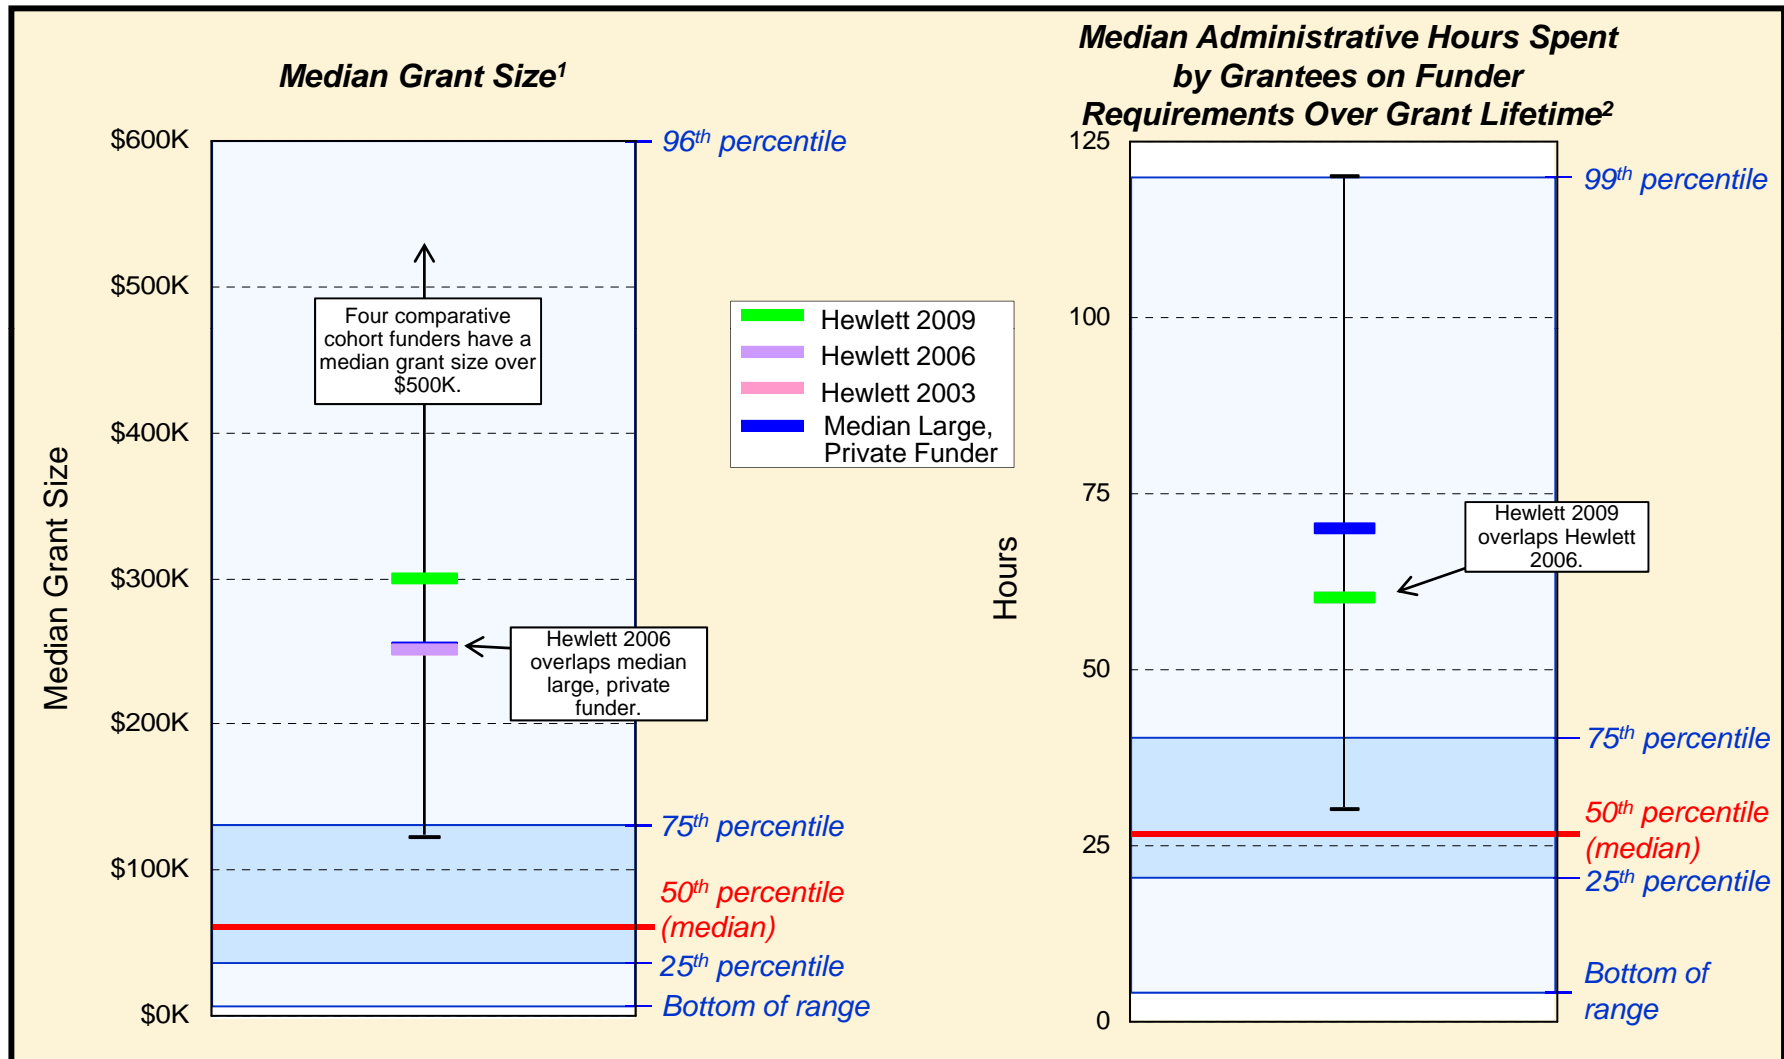 Median Grant Size1
$600K
$500K
$400K
$300K
$200K
$100K
$0K
Median Grant Size
96th percentile
75th percentile
50th percentile
(median)
25th percentile
Bottom of range
Four comparative
cohort funders have a
median grant size over
$500K.
Hewlett 2006
overlaps median
large, private
funder.
Hewlett 2009
Hewlett 2006
Hewlett 2003
Median Large,
Private Funder
Median Administrative Hours Spent
by Grantees on Funder
Requirements Over Grant Lifetime2
125
100
75
50
25
0
Hours
99th percentile
75th percentile
50th percentile
(median)
25th percentile
Bottom of
range
Hewlett 2009
overlaps Hewlett
2006.